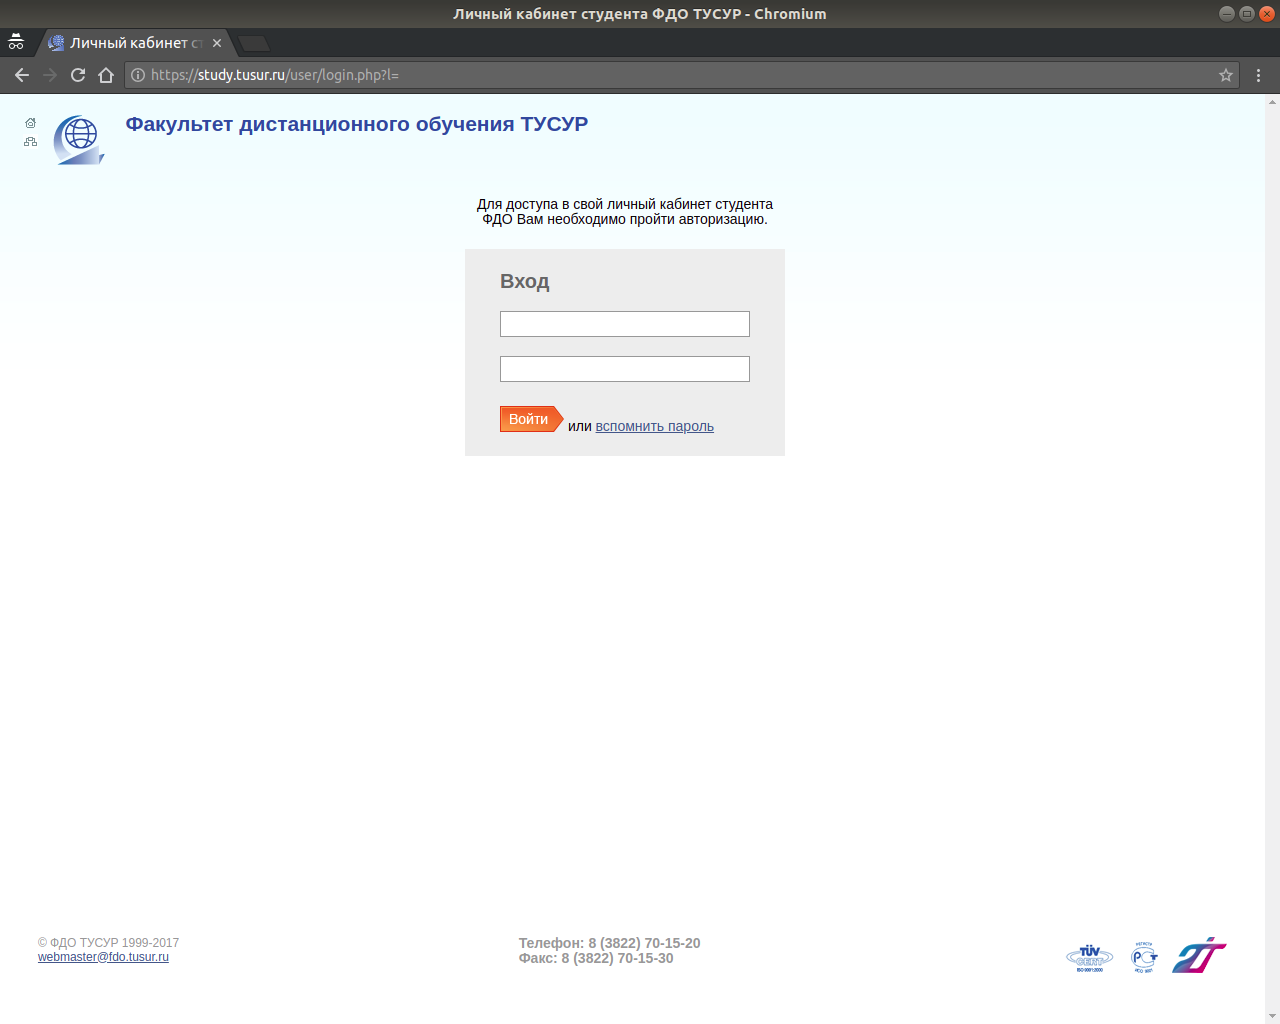 Личный кабинет студента ФДО ТУСУР - Chromium
Личный кабинет ст
https://study.tusur.ru/user/login.php?l=
Факультет дистанционного обучения ТУСУР
Для доступа в свой личный кабинет студента
ФДО Вам необходимо пройти авторизацию.
Вход
Войти или вспомнить пароль
© ФДО ТУСУР 1999-2017
webmaster@fdo.tusur.ru
Телефон: 8 (3822) 70-15-20
Факс: 8 (3822) 70-15-30
TÜV
CERT
ISO 9001:2000